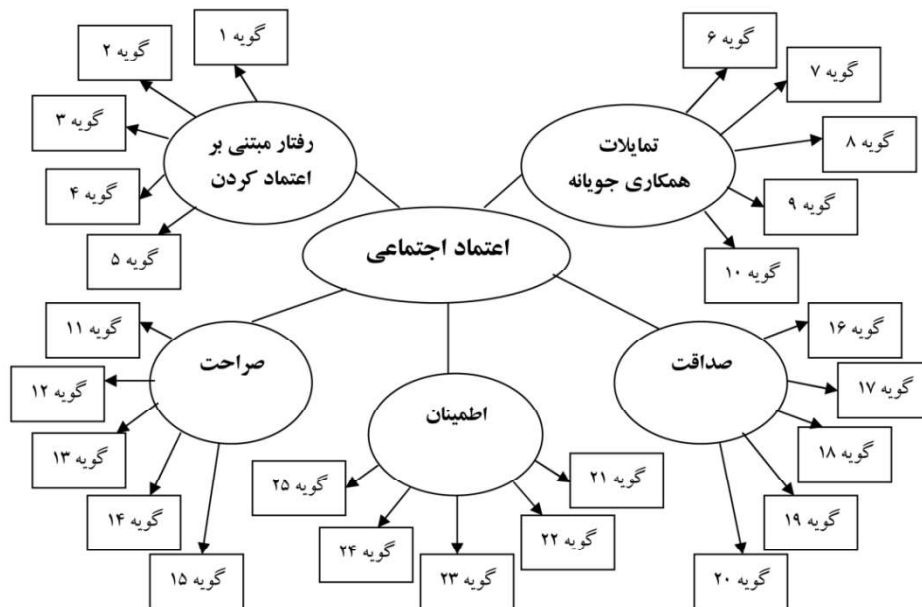 گویه ۱
گویه ۲
گویه ۳
گویه ۴
گویه ۵
رفتار مبتنی بر
اعتماد کردن
گویه ۶
گویه ۷
گویه ۸
گویه ۹
گویه ۱۰
تمایلات
همکاری جویانه
اعتماد اجتماعی
صراحت
گویه ۱۱
گویه ۱۲
گویه ۱۳
گویه ۱۴
گویه ۱۵
صداقت
گویه ۱۶
گویه ۱۷
گویه ۱۸
گویه ۱۹
گویه ۲۰
اطمینان
گویه ۲۱
گویه ۲۲
گویه ۲۳
گویه ۲۴
گویه ۲۵